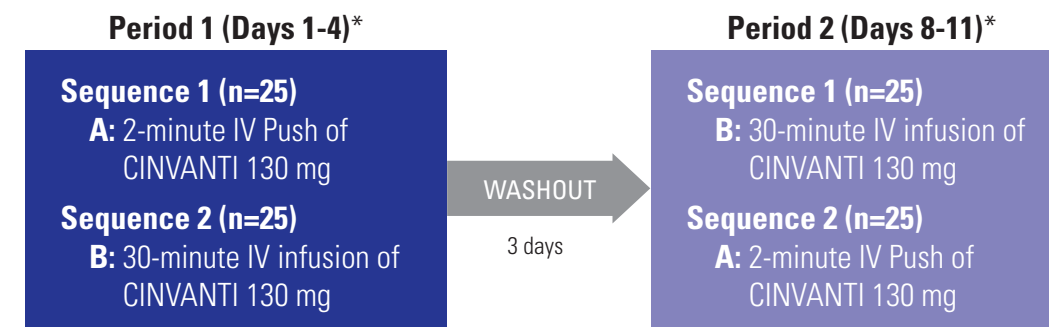 Period 1 (Days 1-4)*
Sequence 1 (n=25)
A: 2-minute IV Push of
CINVANTI 130 mg
Sequence 2 (n=25)
B: 30-minute IV infusion of
CINVANTI 130 mg
WASHOUT
3 days
Period 2 (Days 8-11)*
Sequence 1 (n=25)
B: 30-minute IV infusion of
CINVANTI 130 mg
Sequence 2 (n=25)
A: 2-minute IV Push of
CINVANTI 130 mg